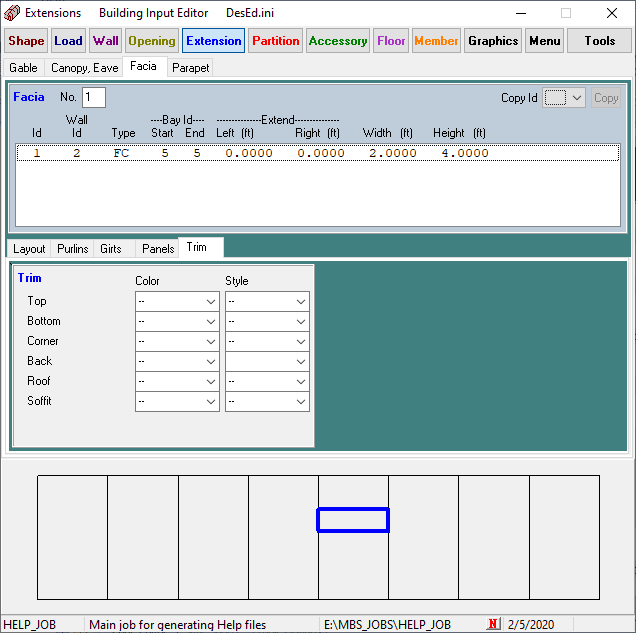 Extensions Building Input Editor DesEd.ini
Shape Load Wall Opening Extension Partition Accessory Floor Member Graphics Menu Tools
Gable Canopy, Eave Facia Parapet
Facia No. 1 Copy Id Copy
Wall ----Bay Id---- --------------Extend--------------
Id Id Type Start End Left (ft) Right (ft) Width (ft) Height (ft)
1 2 FC 5 5 0.0000 0.0000 2.0000 4.0000
Layout Purlins Girts Panels Trim
Trim Color Style
Top -- --
Bottom -- --
Corner -- --
Back -- --
Roof -- --
Soffit -- --
HELP_JOB Main job for generating Help files E:\MBS_JOBS\HELP_JOB N 2/5/2020